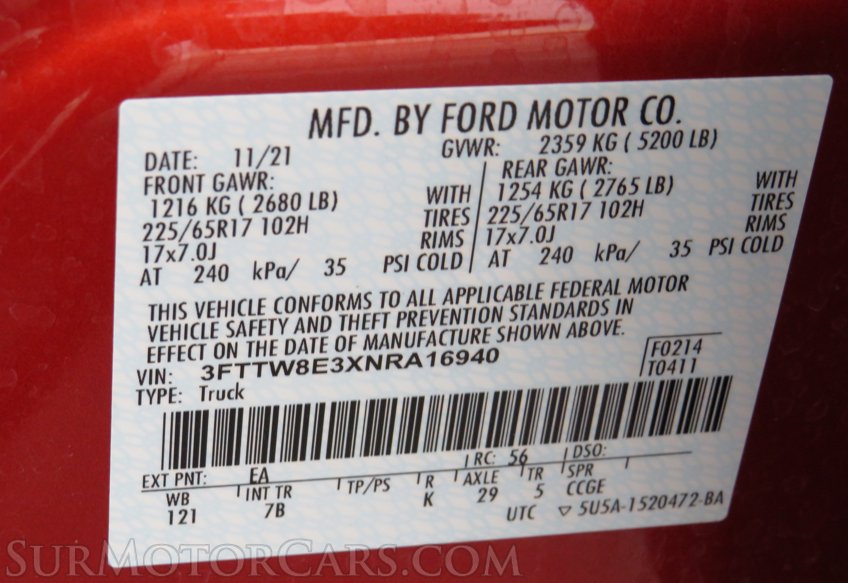 MFD. BY FORD MOTOR CO.
DATE: 11/21 GVWR: 2359 KG ( 5200 LB)
FRONT GAWR: REAR GAWR:
1216 KG ( 2680 LB) WITH 1254 KG ( 2765 LB) WITH
225/65R17 102H TIRES 225/65R17 102H TIRES
17x7.0J RIMS 17x7.0J RIMS
AT 240 kPa/ 35 PSI COLD AT 240 kPa/ 35 PSI COLD
THIS VEHICLE CONFORMS TO ALL APPLICABLE FEDERAL MOTOR
VEHICLE SAFETY AND THEFT PREVENTION STANDARDS IN
EFFECT ON THE DATE OF MANUFACTURE SHOWN ABOVE.
VIN: 3FTTW8E3XNRA16940 F0214
TYPE: Truck T0411
EXT PNT: EA RC: 56 DSO:
WB INT TR TP/PS R AXLE TR SPR
121 7B K 29 5 CCGE
UTC ▽ 5U5A-1520472-BA
SurMotorCars.com